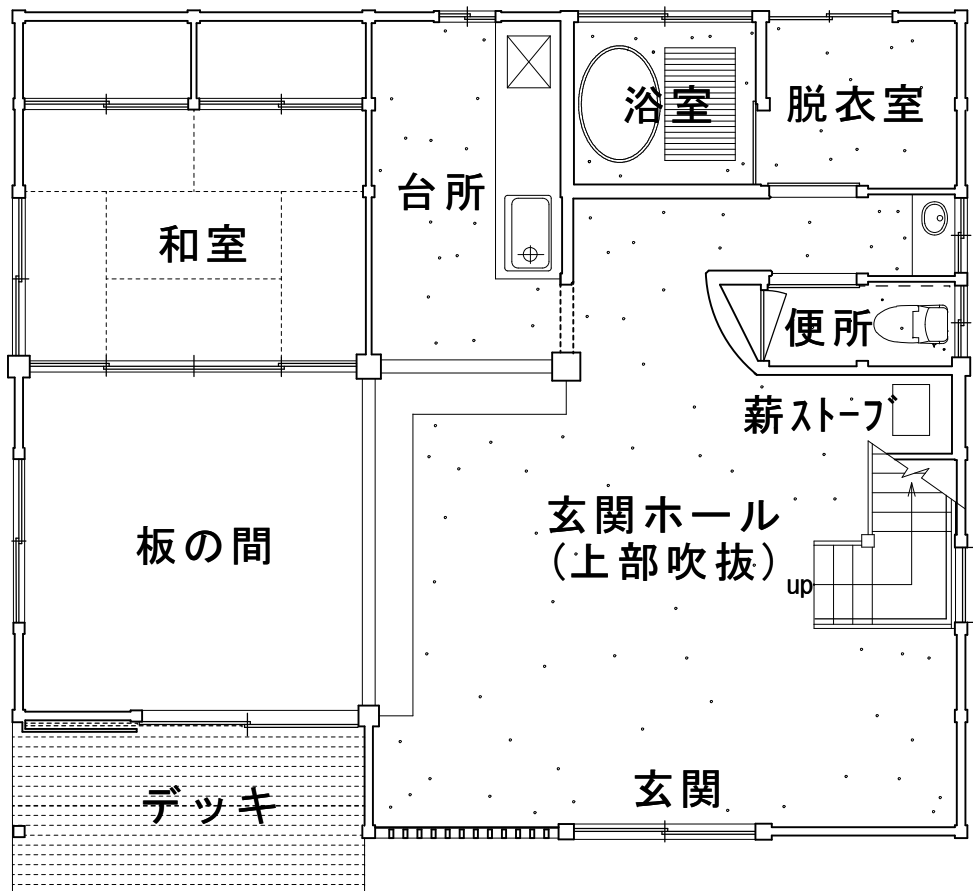 浴室
脱衣室
台所
和室
便所
薪ストーブ
玄関ホール
(上部吹抜)
板の間
up
玄関
デッキ